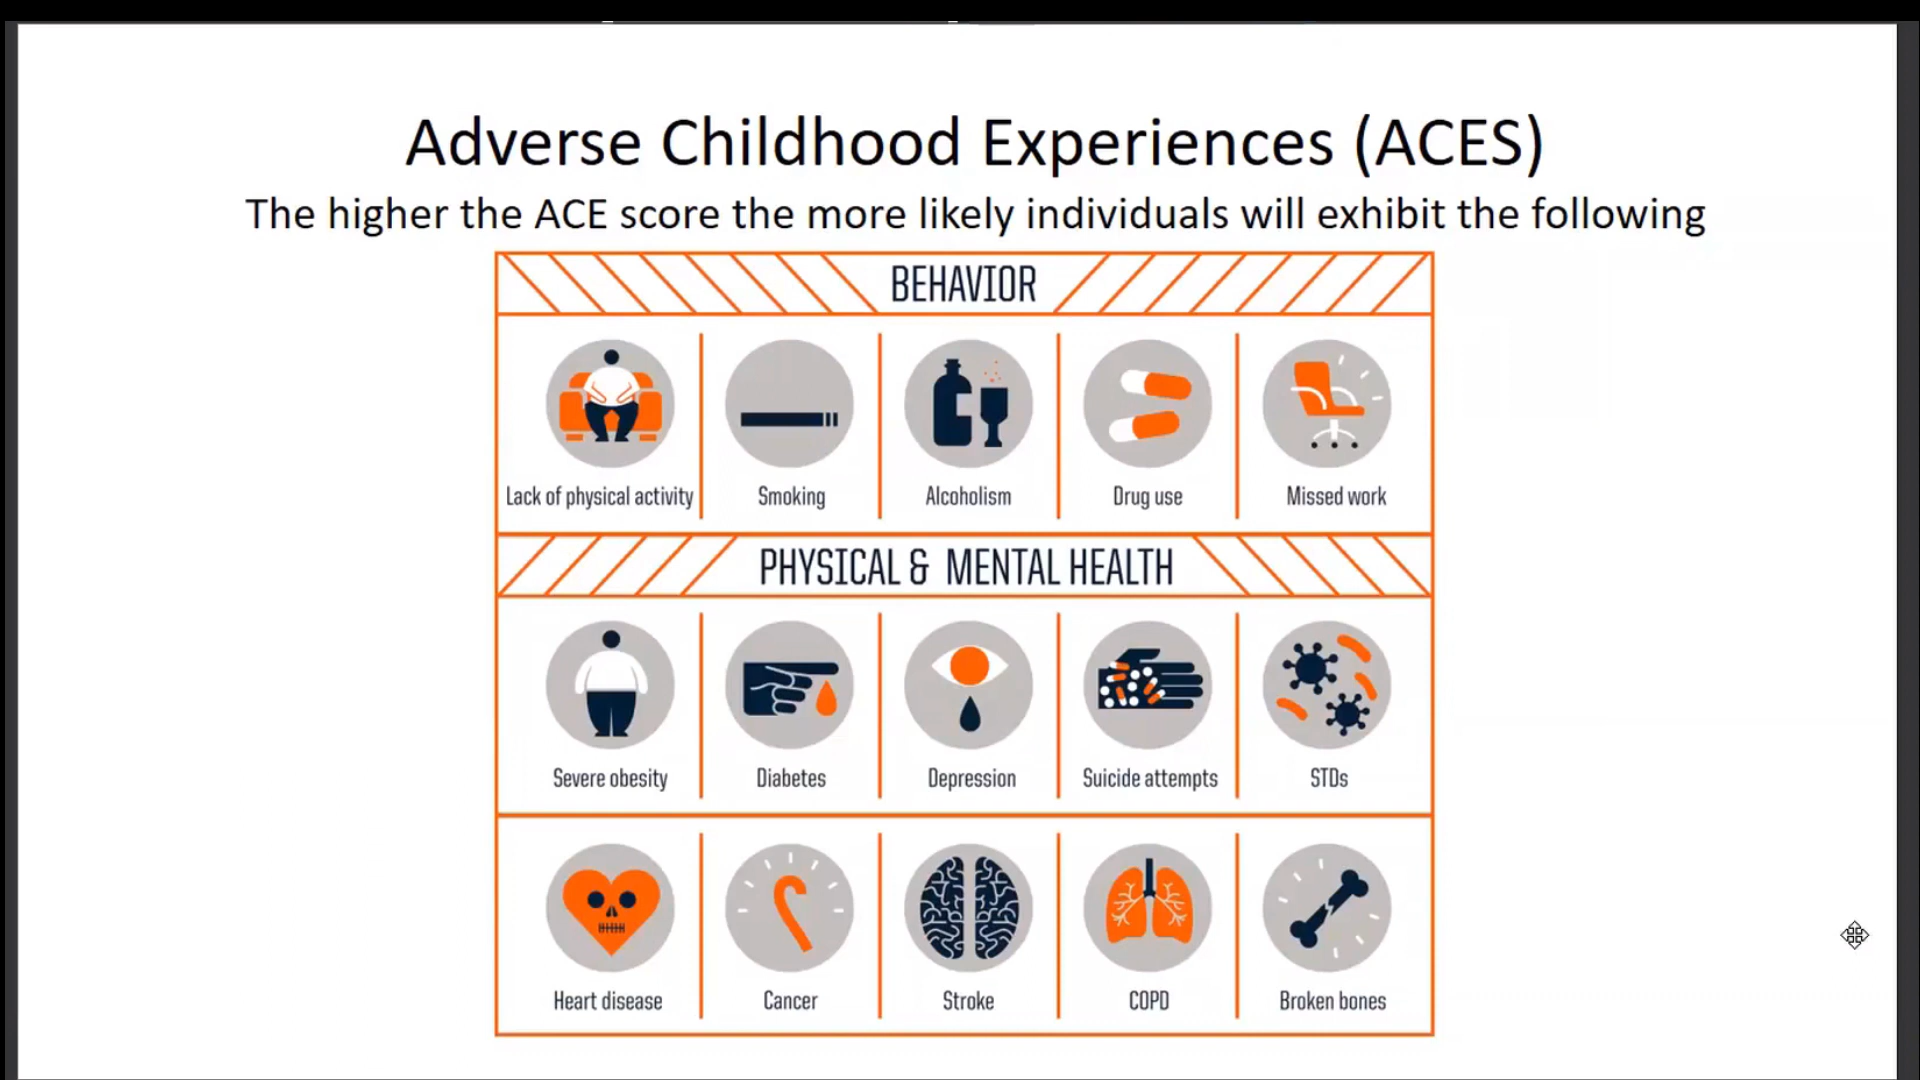 Adverse Childhood Experiences (ACES)
The higher the ACE score the more likely individuals will exhibit the following
BEHAVIOR
Lack of physical activity
Smoking
Alcoholism
Drug use
Missed work
PHYSICAL & MENTAL HEALTH
Severe obesity
Diabetes
Depression
Suicide attempts
STDs
Heart disease
Cancer
Stroke
COPD
Broken bones